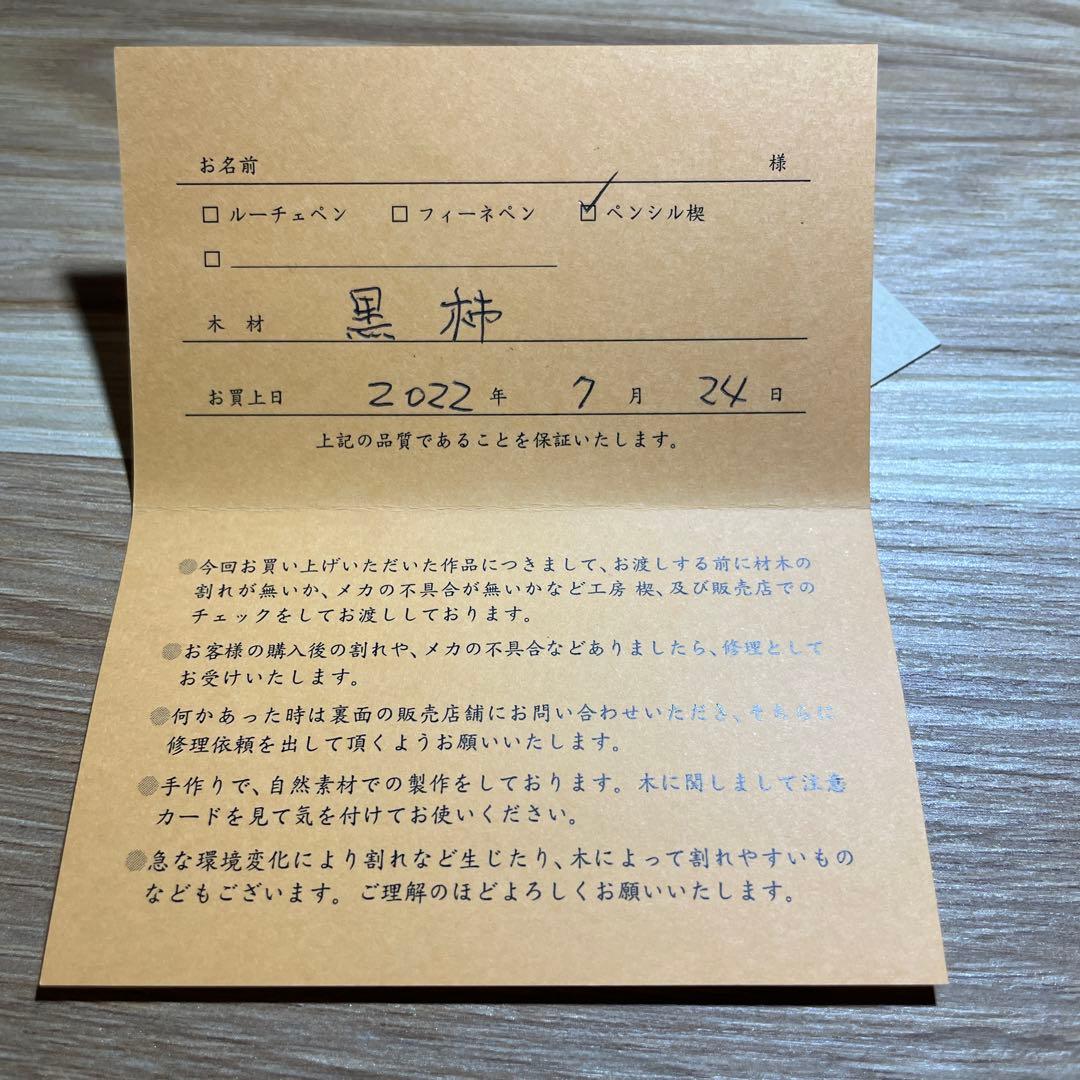 お名前 様
□ ルーチェペン □ フィーネペン ☑ ペンシル楔
□
木材 黒柿
お買上日 2022年 7月 24日
上記の品質であることを保証いたします。
●今回お買い上げいただいた作品につきまして、お渡しする前に材木の
割れが無いか、メカの不具合が無いかなど工房 楔、及び販売店での
チェックをしてお渡ししております。
●お客様の購入後の割れや、メカの不具合などありましたら、修理として
お受けいたします。
●何かあった時は裏面の販売店舗にお問い合わせいただき、そちらに
修理依頼を出して頂くようお願いいたします。
●手作りで、自然素材での製作をしております。木に関しまして注意
カードを見て気を付けてお使いください。
●急な環境変化により割れなど生じたり、木によって割れやすいもの
などもございます。ご理解のほどよろしくお願いいたします。